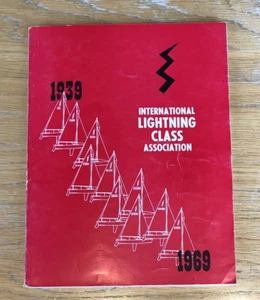 1939
INTERNATIONAL
LIGHTNING
CLASS
ASSOCIATION
1969